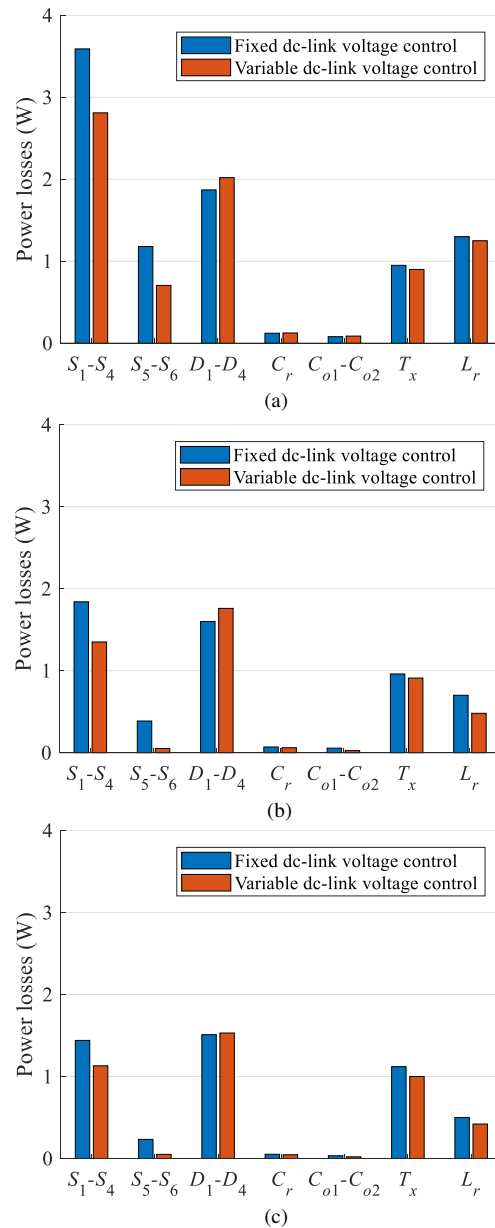 4
Fixed dc-link voltage control
Variable dc-link voltage control
3
Power losses (W)
2
1
0
S1-S4 S5-S6 D1-D4 Cr Co1-Co2 Tx Lr
(a)
4
Fixed dc-link voltage control
Variable dc-link voltage control
3
Power losses (W)
2
1
0
S1-S4 S5-S6 D1-D4 Cr Co1-Co2 Tx Lr
(b)
4
Fixed dc-link voltage control
Variable dc-link voltage control
3
Power losses (W)
2
1
0
S1-S4 S5-S6 D1-D4 Cr Co1-Co2 Tx Lr
(c)